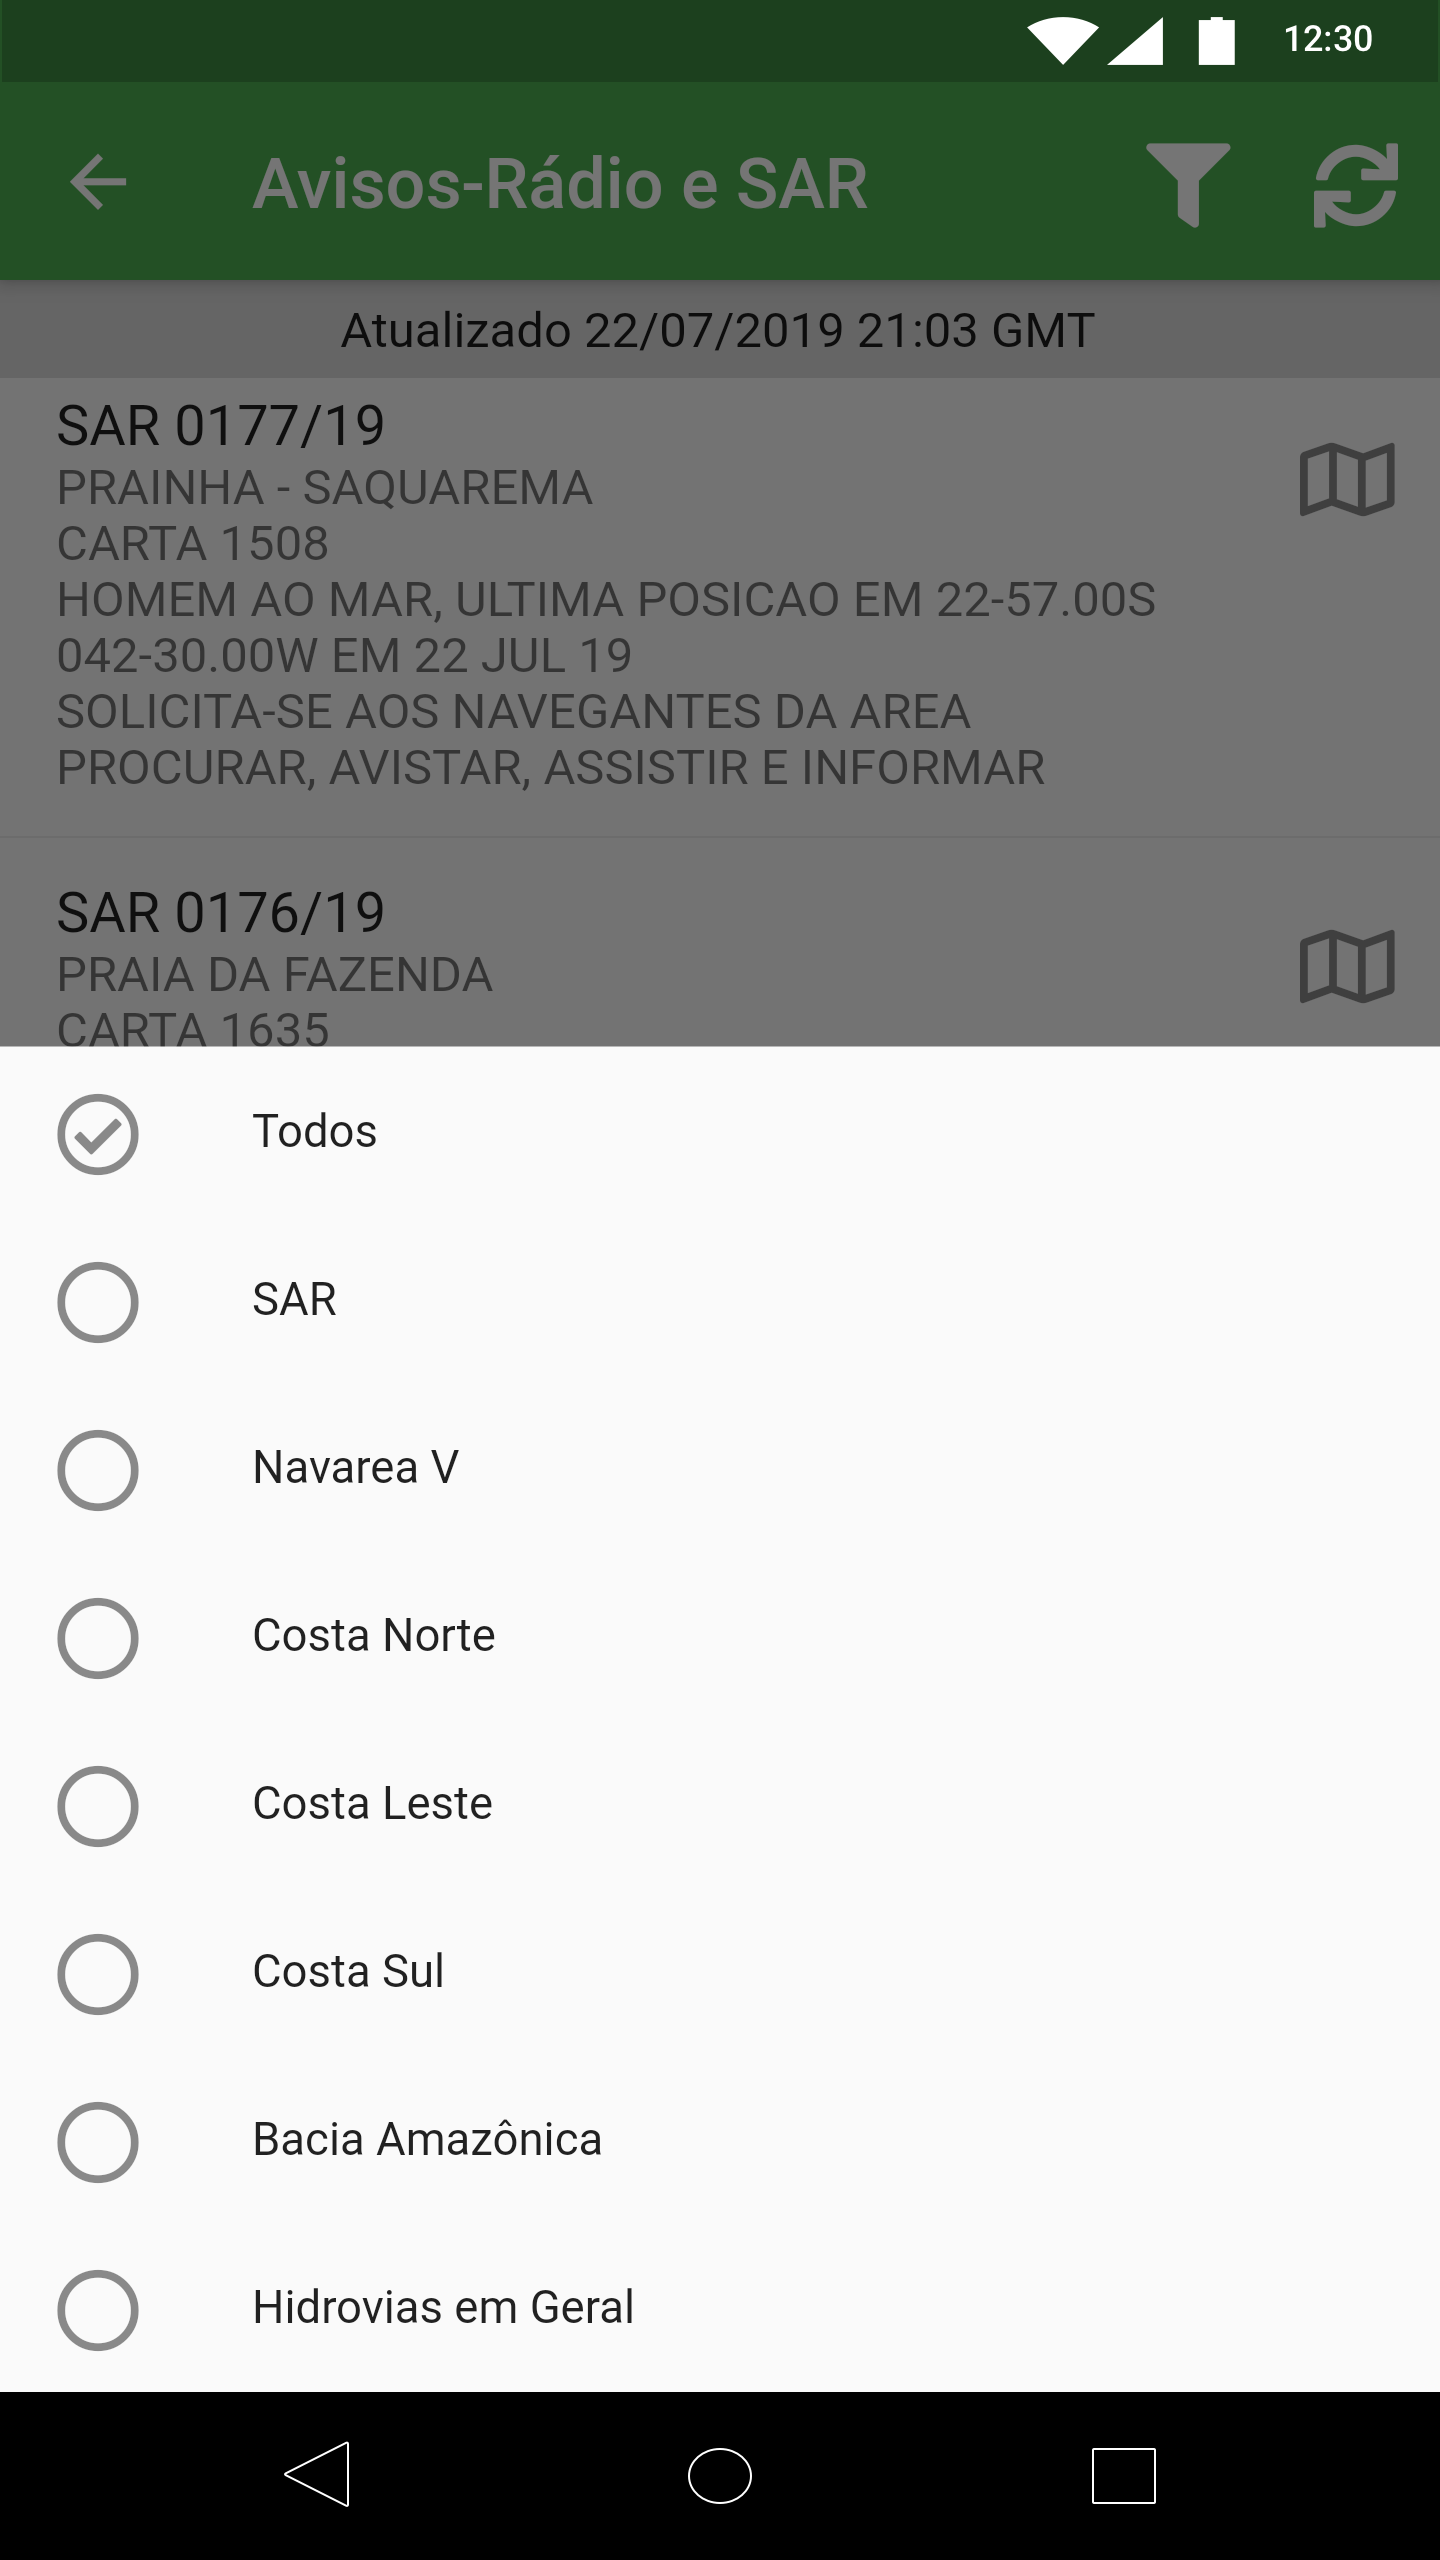 12:30
Avisos-Rádio e SAR
Atualizado 22/07/2019 21:03 GMT
SAR 0177/19
PRAINHA - SAQUAREMA
CARTA 1508
HOMEM AO MAR, ULTIMA POSICAO EM 22-57.00S
042-30.00W EM 22 JUL 19
SOLICITA-SE AOS NAVEGANTES DA AREA
PROCURAR, AVISTAR, ASSISTIR E INFORMAR
SAR 0176/19
PRAIA DA FAZENDA
CARTA 1635
Todos
SAR
Navarea V
Costa Norte
Costa Leste
Costa Sul
Bacia Amazônica
Hidrovias em Geral